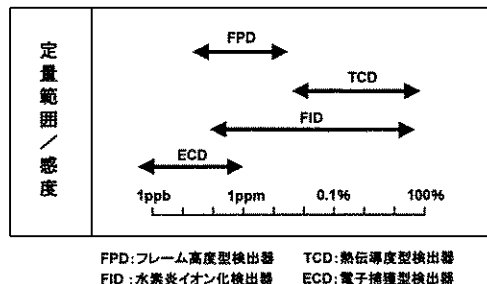 定量範囲/感度
FPD
TCD
FID
ECD
1ppb 1ppm 0.1% 100%
FPD:フレーム高度型検出器 TCD:熱伝導度型検出器
FID:水素炎イオン化検出器 ECD:電子捕獲型検出器